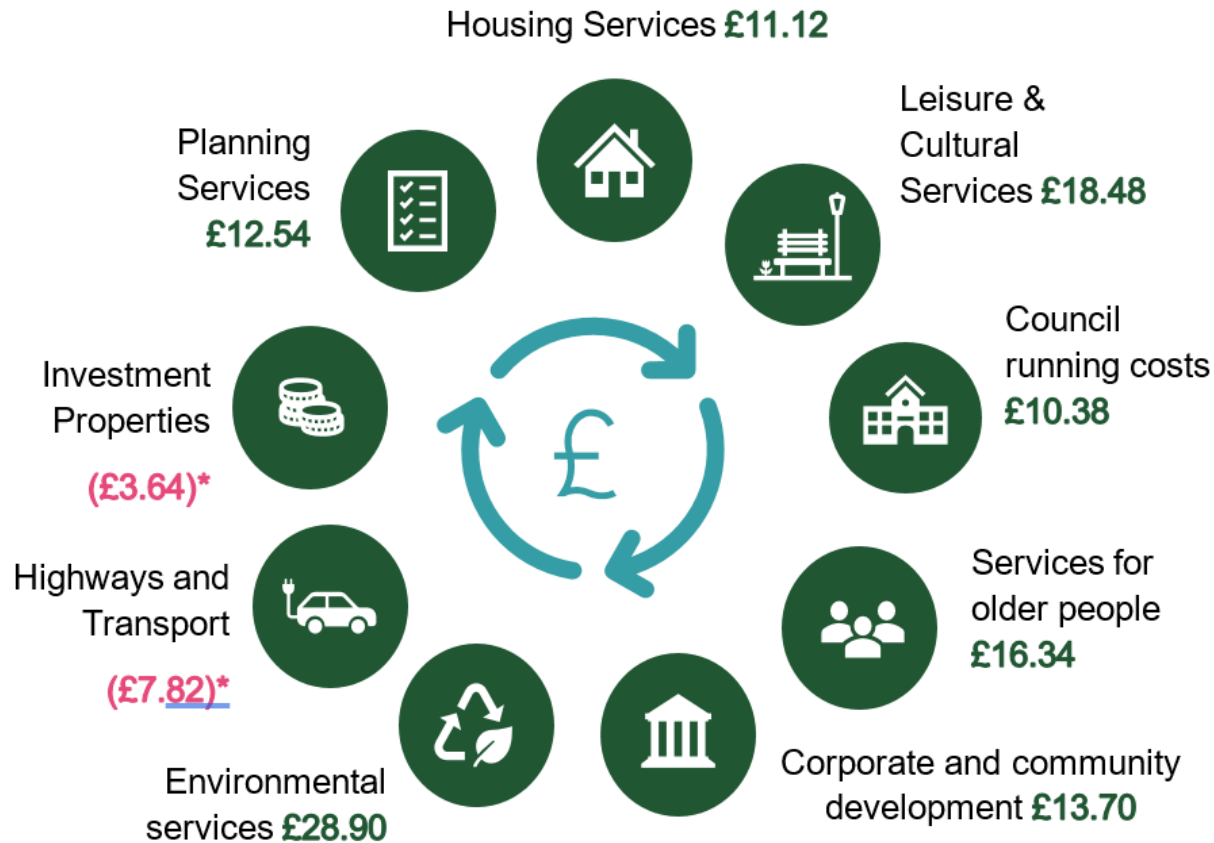 Housing Services £11.12
Leisure &
Cultural
Services £18.48
Council
running costs
£10.38
Services for
older people
£16.34
Corporate and community
development £13.70
Environmental
services £28.90
Highways and
Transport
(£7.82)*
Investment
Properties
(£3.64)*
Planning
Services
£12.54
£